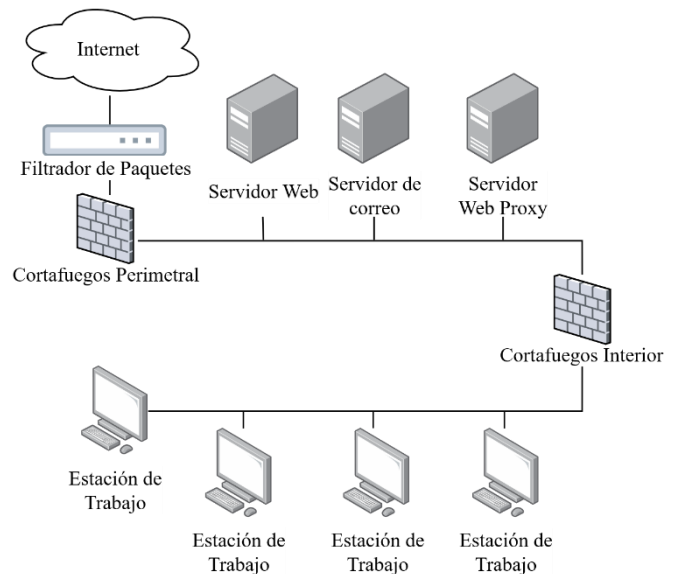 Internet
Filtrador de Paquetes
Servidor Web
Servidor de
correo
Servidor
Web Proxy
Cortafuegos Perimetral
Cortafuegos Interior
Estación de
Trabajo
Estación de
Trabajo
Estación de
Trabajo
Estación de
Trabajo